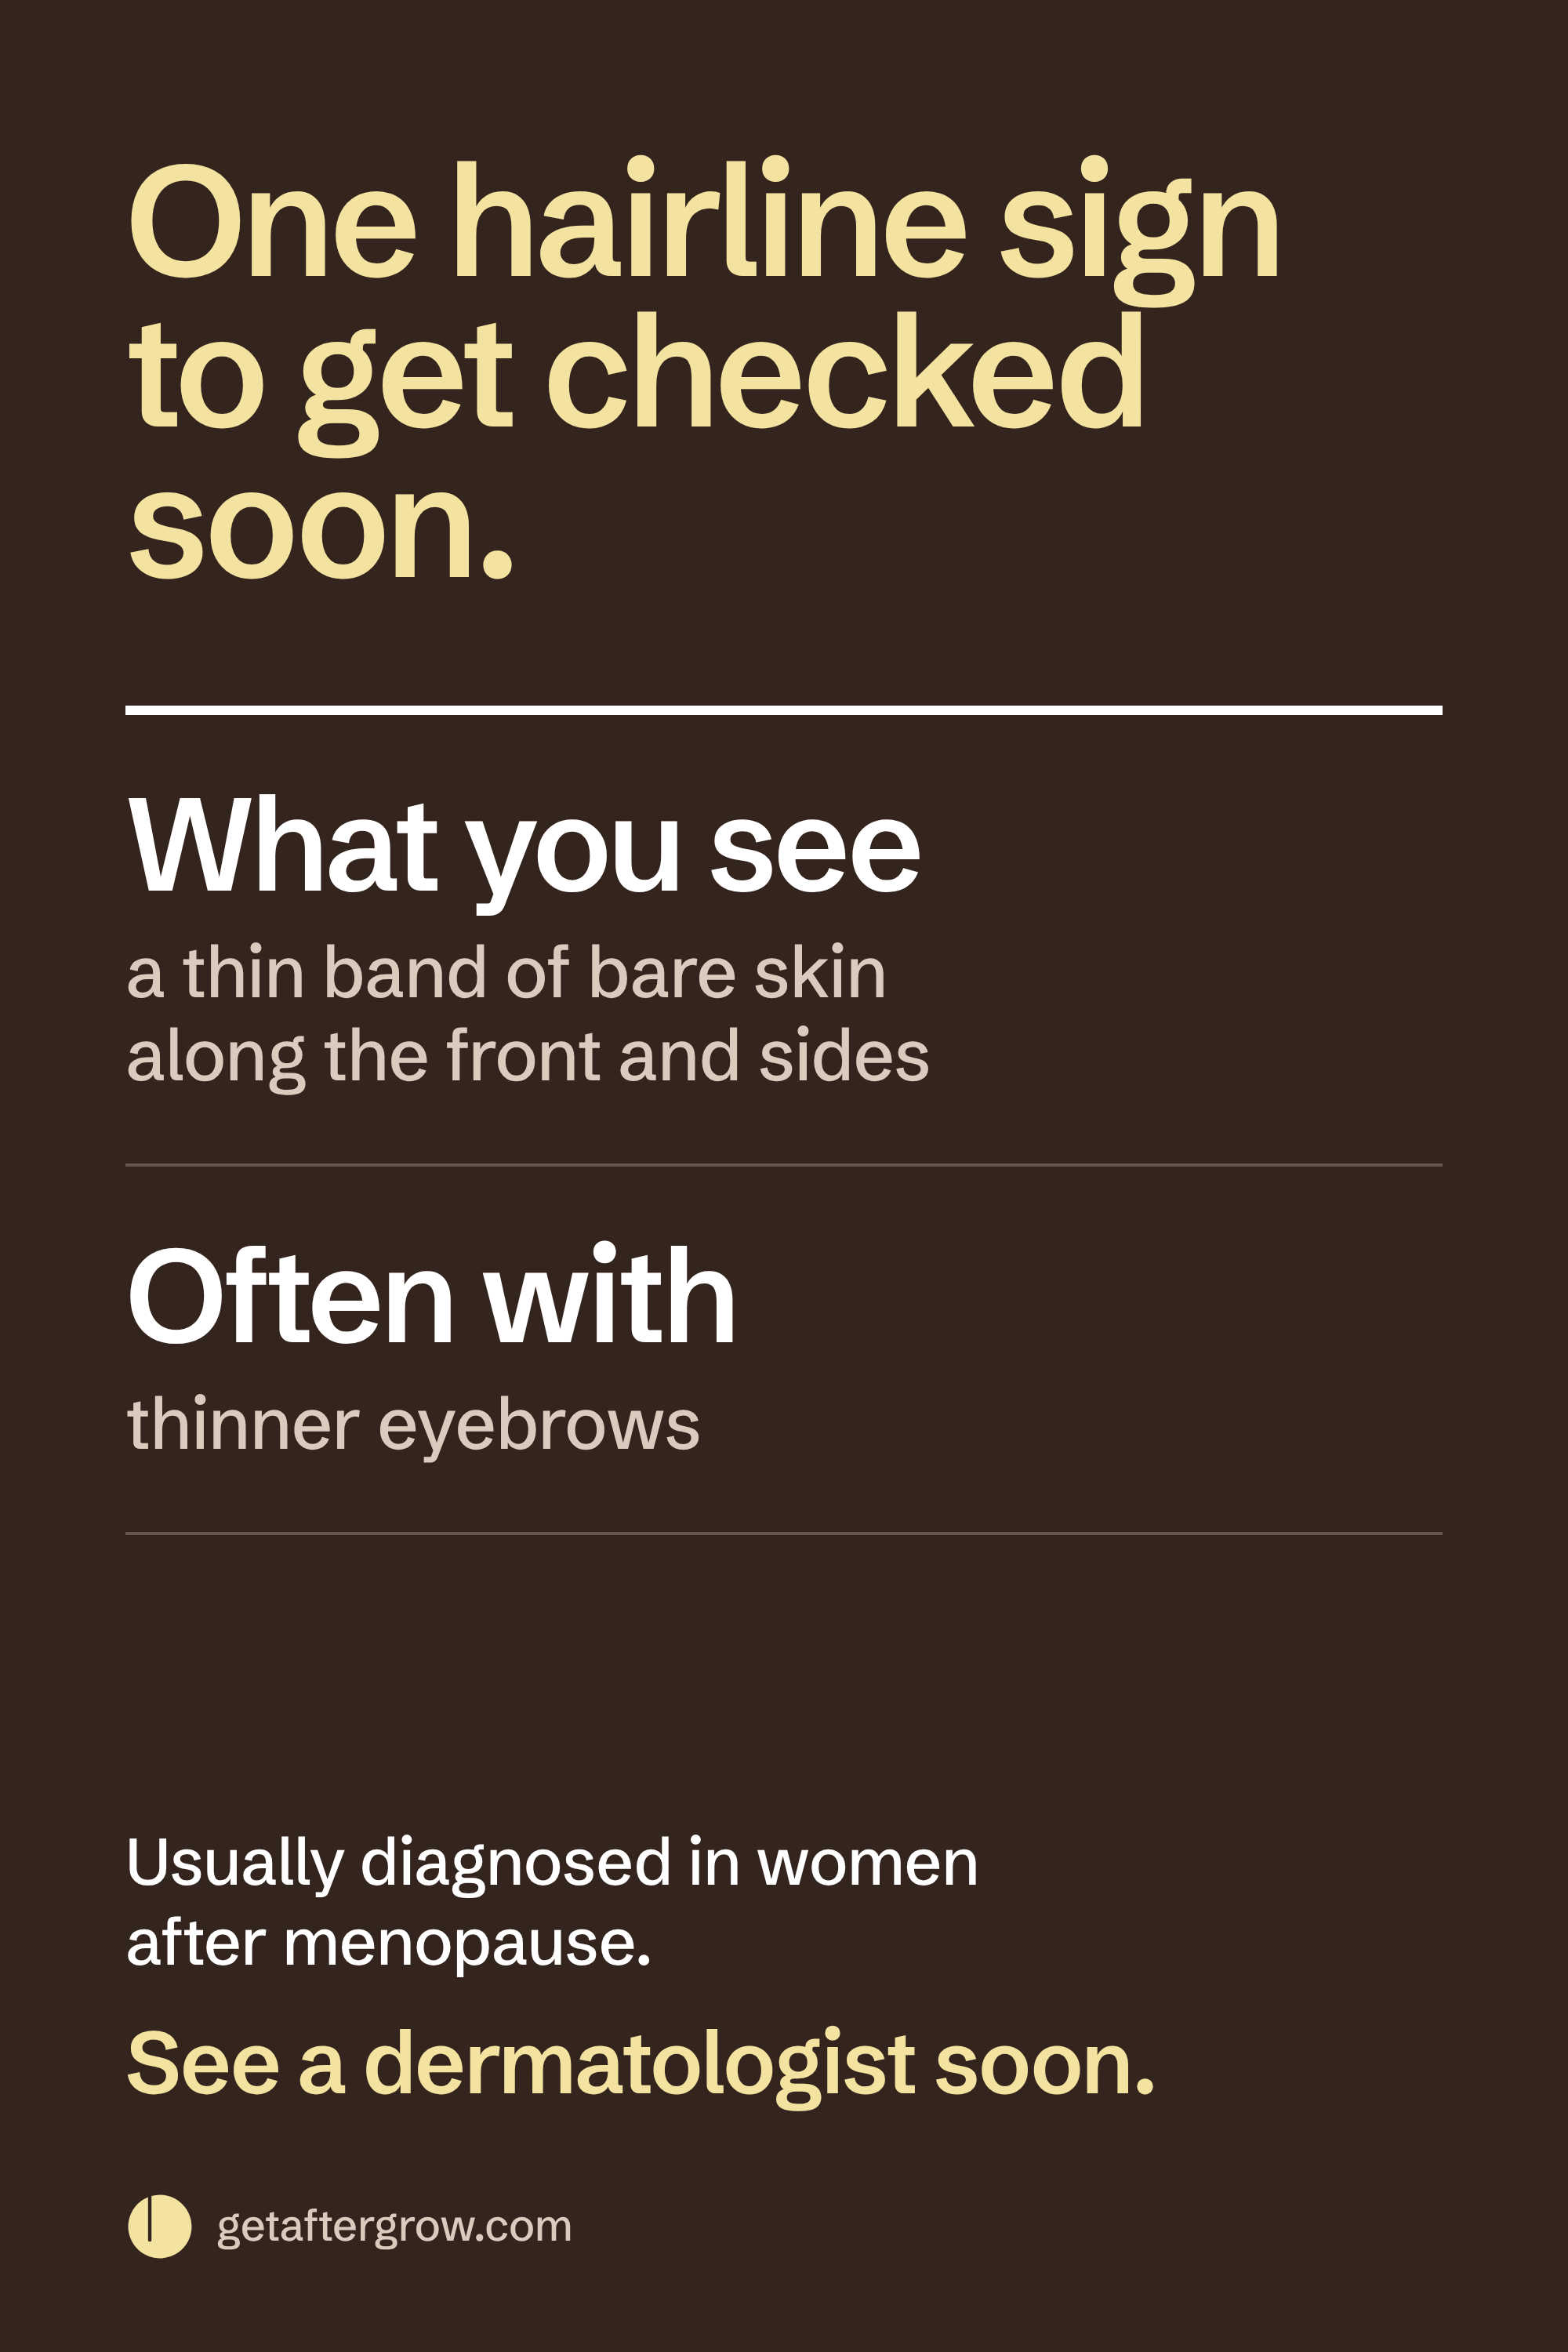 One hairline sign
to get checked
soon.
What you see
a thin band of bare skin
along the front and sides
Often with
thinner eyebrows
Usually diagnosed in women
after menopause.
See a dermatologist soon.
getaftergrow.com